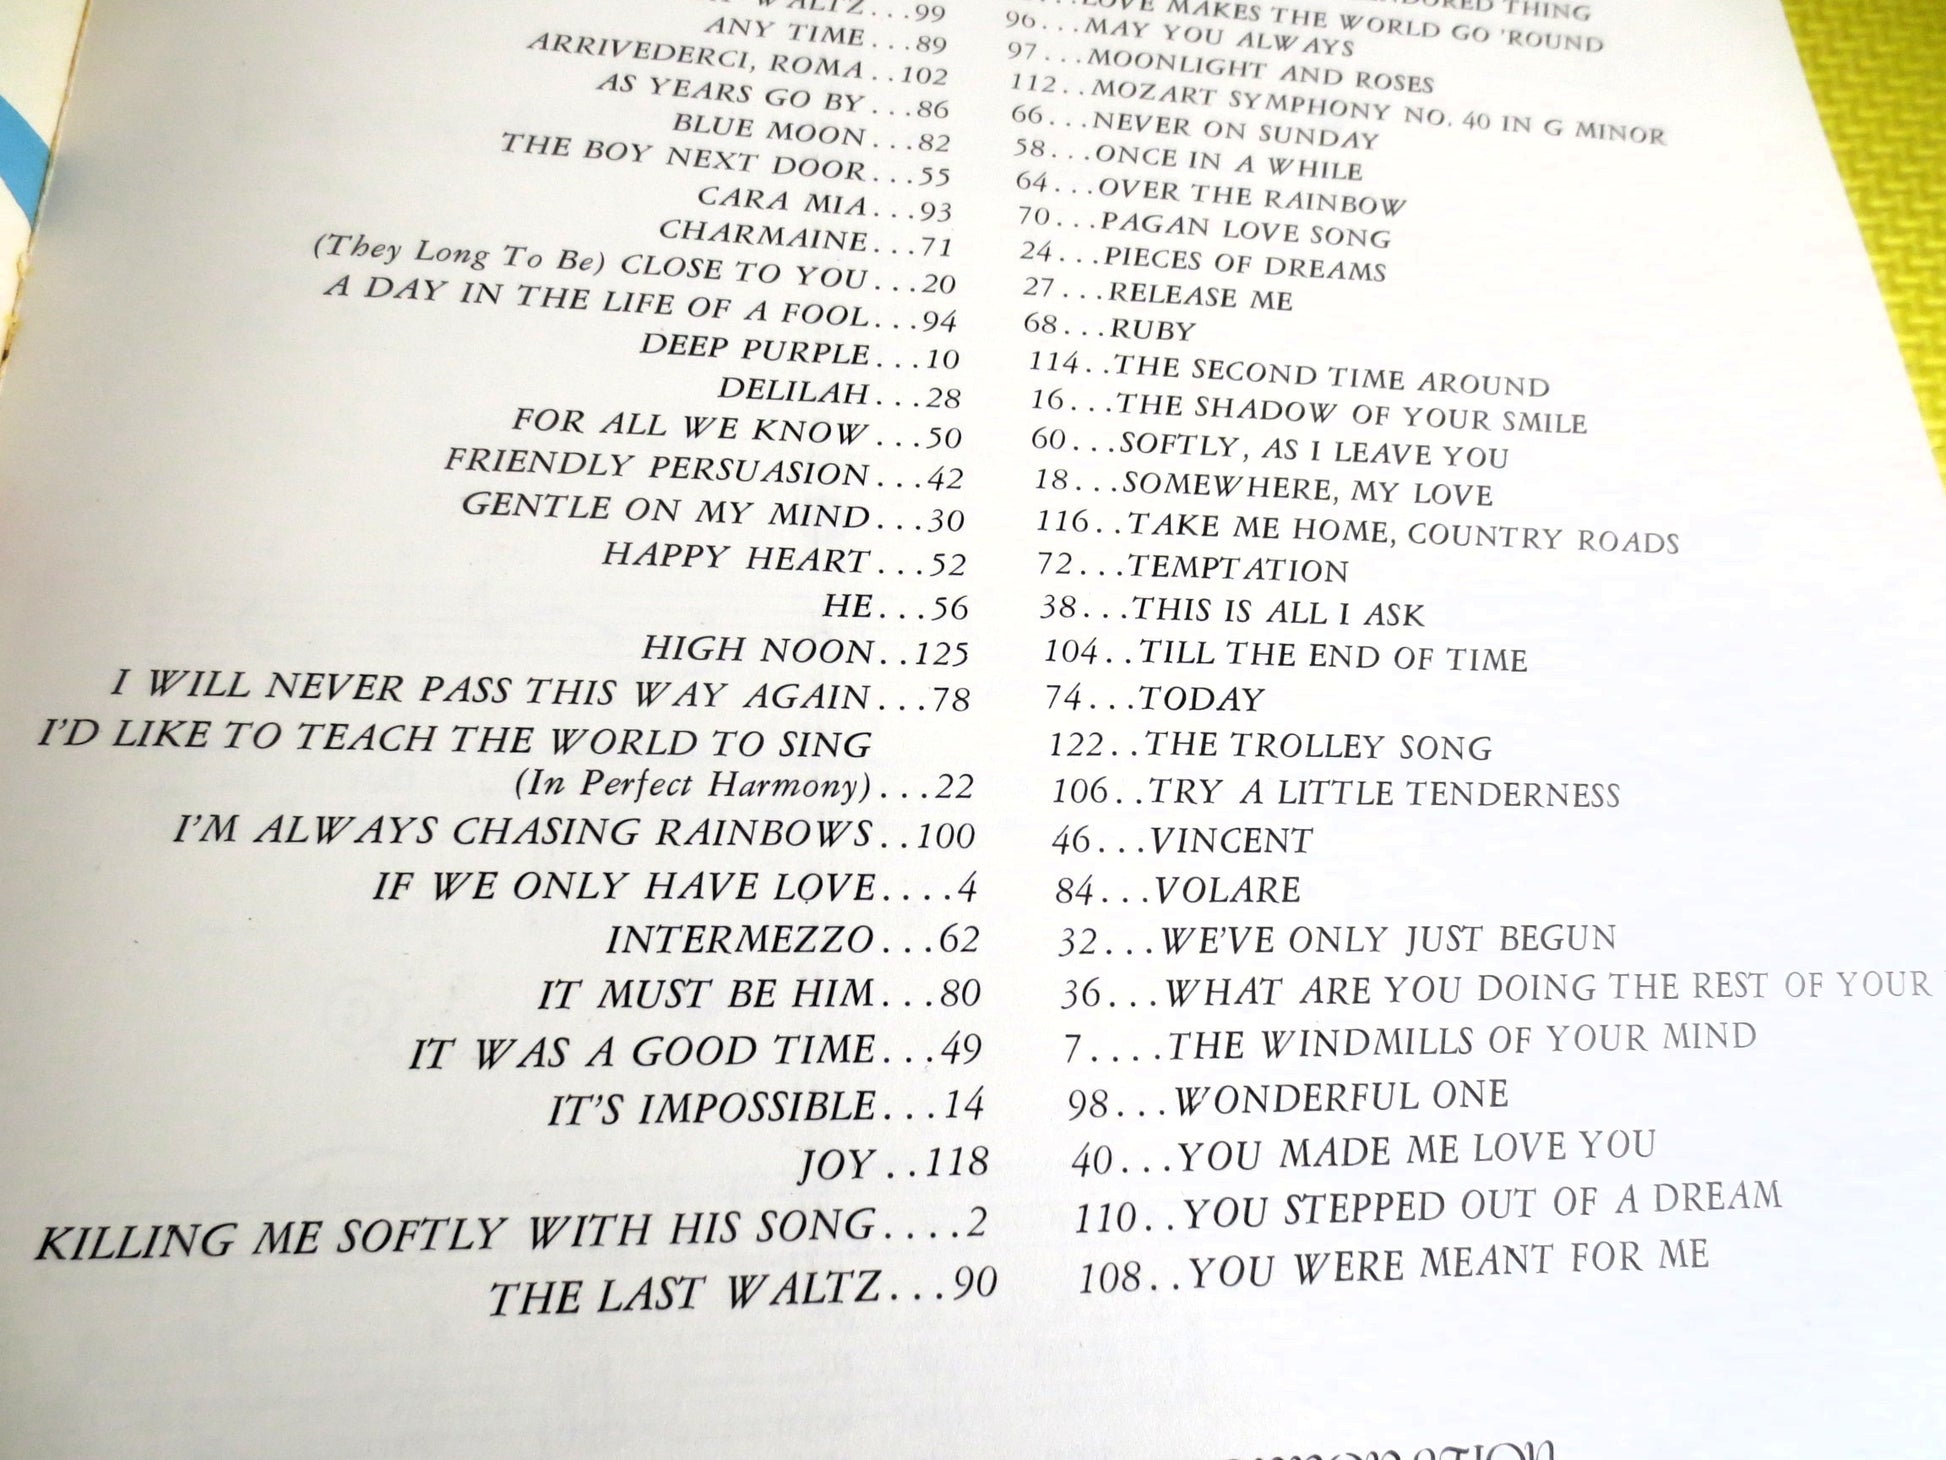 WALTZ...99
ANY TIME...89
ARRIVEDERCI, ROMA..102
AS YEARS GO BY...86
BLUE MOON...82
THE BOY NEXT DOOR...55
CARA MIA...93
CHARMAINE...71
(They Long To Be) CLOSE TO YOU...20
A DAY IN THE LIFE OF A FOOL...94
DEEP PURPLE...10
DELILAH...28
FOR ALL WE KNOW...50
FRIENDLY PERSUASION...42
GENTLE ON MY MIND...30
HAPPY HEART...52
HE...56
HIGH NOON..125
I WILL NEVER PASS THIS WAY AGAIN...78
I'D LIKE TO TEACH THE WORLD TO SING
(In Perfect Harmony)...22
I'M ALWAYS CHASING RAINBOWS..100
IF WE ONLY HAVE LOVE....4
INTERMEZZO...62
IT MUST BE HIM...80
IT WAS A GOOD TIME...49
IT'S IMPOSSIBLE...14
JOY..118
KILLING ME SOFTLY WITH HIS SONG....2
THE LAST WALTZ...90
THING
LOVE MAKES THE WORLD GO 'ROUND
96...MAY YOU ALWAYS
97...MOONLIGHT AND ROSES
112..MOZART SYMPHONY NO. 40 IN G MINOR
66...NEVER ON SUNDAY
58...ONCE IN A WHILE
64...OVER THE RAINBOW
70...PAGAN LOVE SONG
24...PIECES OF DREAMS
27...RELEASE ME
68...RUBY
114..THE SECOND TIME AROUND
16...THE SHADOW OF YOUR SMILE
60...SOFTLY, AS I LEAVE YOU
18...SOMEWHERE, MY LOVE
116..TAKE ME HOME, COUNTRY ROADS
72...TEMPTATION
38...THIS IS ALL I ASK
104..TILL THE END OF TIME
74...TODAY
122..THE TROLLEY SONG
106..TRY A LITTLE TENDERNESS
46...VINCENT
84...VOLARE
32...WE'VE ONLY JUST BEGUN
36...WHAT ARE YOU DOING THE REST OF YOUR
7....THE WINDMILLS OF YOUR MIND
98...WONDERFUL ONE
40...YOU MADE ME LOVE YOU
110..YOU STEPPED OUT OF A DREAM
108..YOU WERE MEANT FOR ME